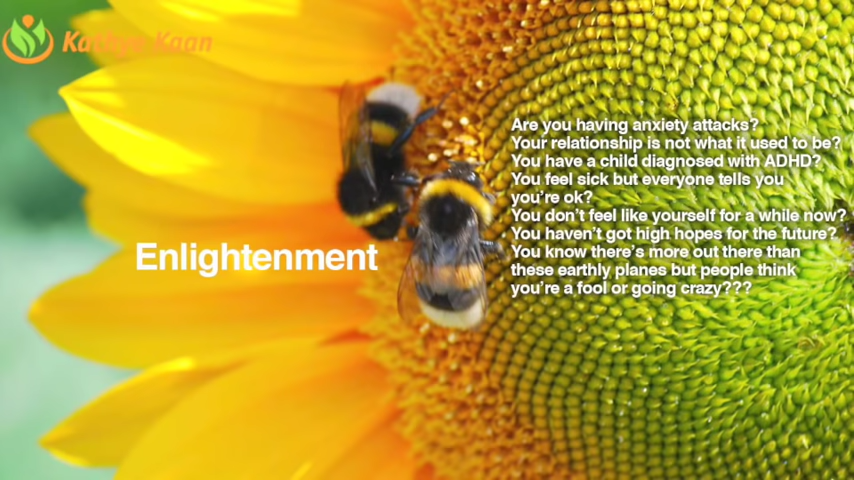 Kathye Kaan
Enlightenment
Are you having anxiety attacks?
Your relationship is not what it used to be?
You have a child diagnosed with ADHD?
You feel sick but everyone tells you
you're ok?
You don't feel like yourself for a while now?
You haven't got high hopes for the future?
You know there's more out there than
these earthly planes but people think
you're a fool or going crazy???